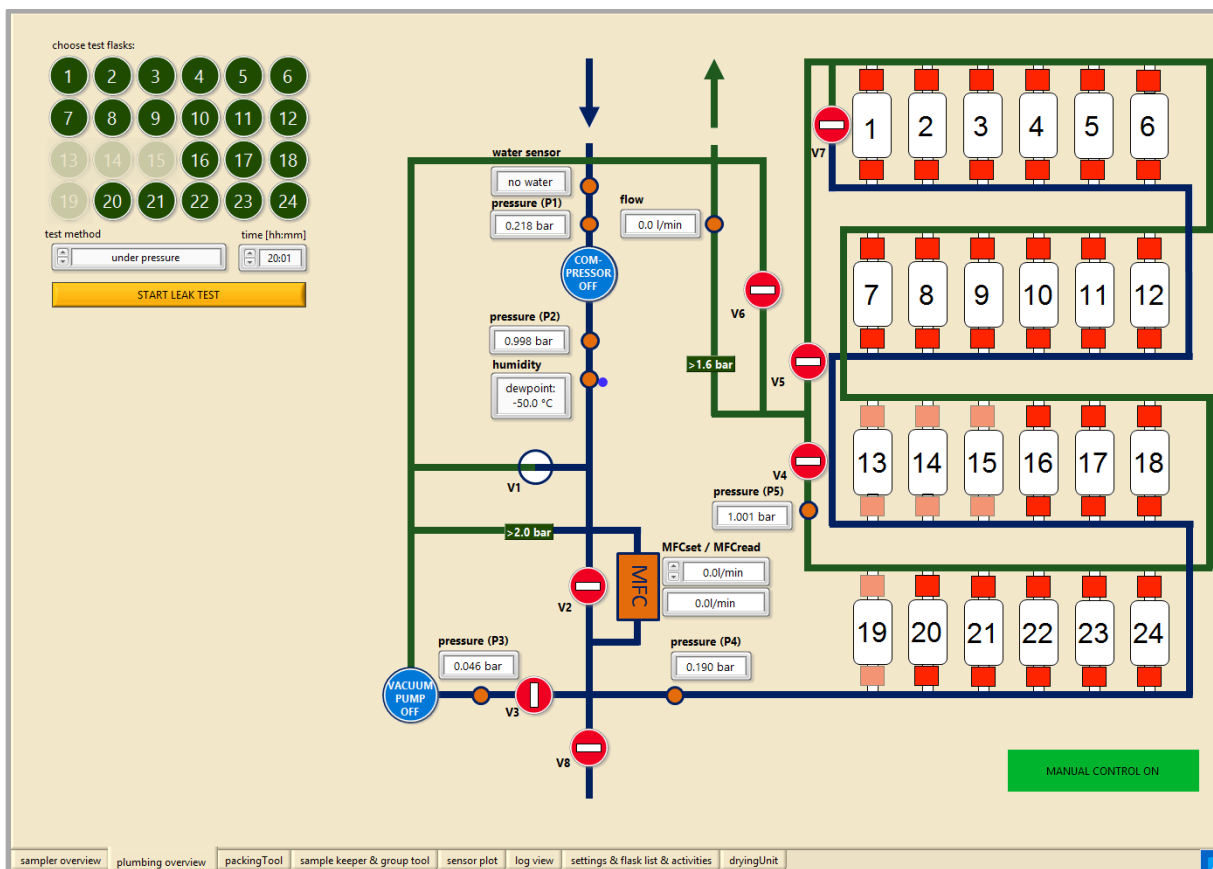 choose test flasks:
1 2 3 4 5 6
7 8 9 10 11 12
13 14 15 16 17 18
19 20 21 22 23 24
test method
time [hh:mm]
under pressure
20:01
START LEAK TEST
water sensor
no water
pressure (P1)
0.218 bar
flow
0.0 l/min
COM-
PRESSOR
OFF
pressure (P2)
0.998 bar
humidity
dewpoint:
-50.0 °C
V1
>2.0 bar
V2
MFC
MFCset / MFCread
0.0l/min
0.0l/min
pressure (P3)
0.046 bar
pressure (P4)
0.190 bar
VACUUM
PUMP
OFF
V3
V8
V6
>1.6 bar
V5
V4
pressure (P5)
1.001 bar
V7
1 2 3 4 5 6
7 8 9 10 11 12
13 14 15 16 17 18
19 20 21 22 23 24
MANUAL CONTROL ON
sampler overview
plumbing overview
packingTool
sample keeper & group tool
sensor plot
log view
settings & flask list & activities
dryingUnit